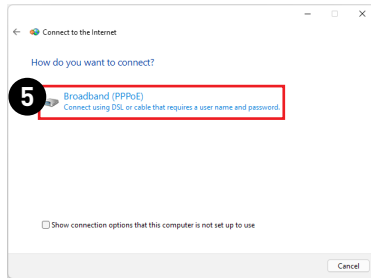 Connect to the Internet
How do you want to connect?
5
Broadband (PPPoE)
Connect using DSL or cable that requires a user name and password.
Show connection options that this computer is not set up to use
Cancel